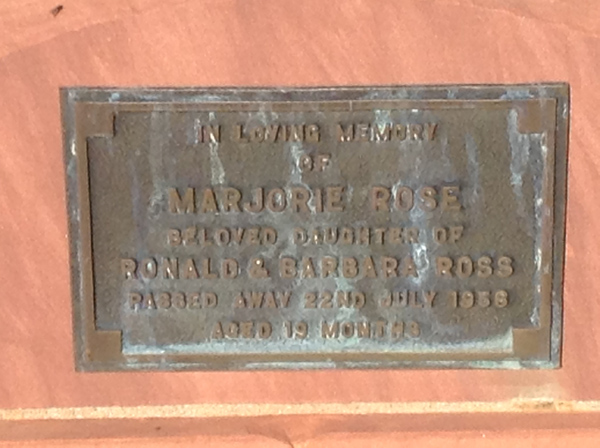 IN LOVING MEMORY
OF
MARJORIE ROSE
BELOVED DAUGHTER OF
RONALD & BARBARA ROSS
PASSED AWAY 22ND JULY 1956
AGED 19 MONTHS